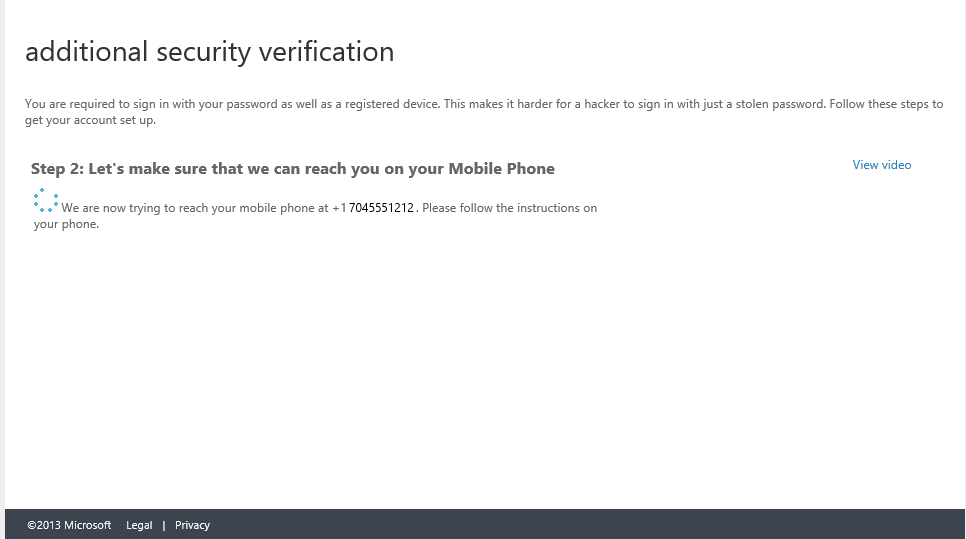 additional security verification
You are required to sign in with your password as well as a registered device. This makes it harder for a hacker to sign in with just a stolen password. Follow these steps to
get your account set up.
Step 2: Let's make sure that we can reach you on your Mobile Phone
View video
We are now trying to reach your mobile phone at +1 7045551212. Please follow the instructions on
your phone.
©2013 Microsoft Legal | Privacy